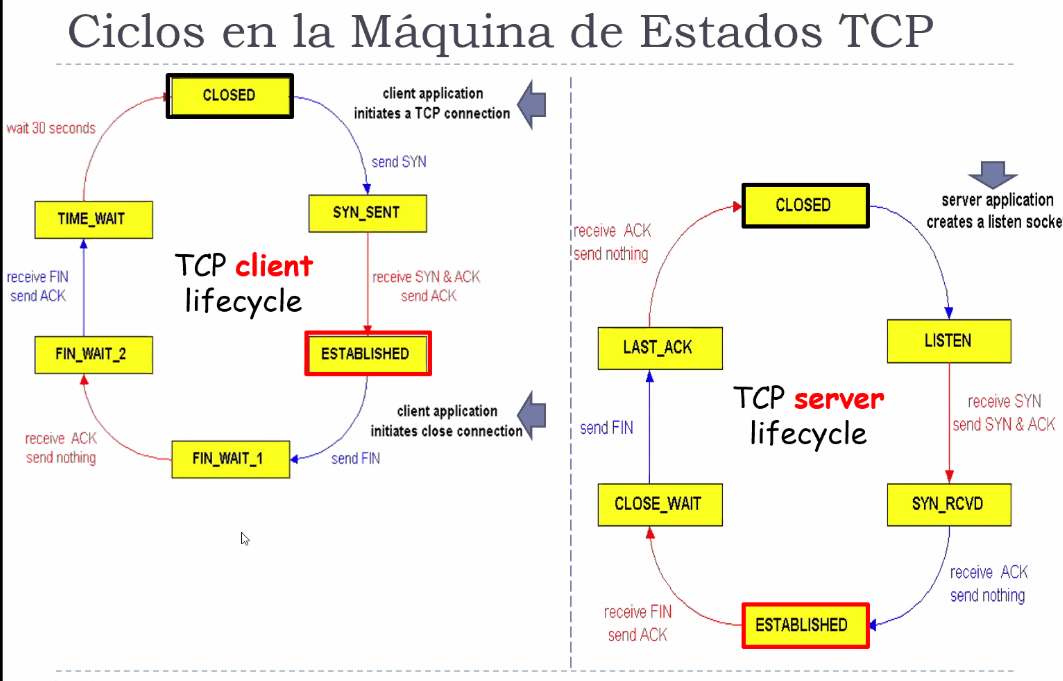 Ciclos en la Máquina de Estados TCP
CLOSED
client application
initiates a TCP connection
wait 30 seconds
send SYN
TIME_WAIT
SYN_SENT
receive FIN
send ACK
TCP client
lifecycle
receive SYN & ACK
send ACK
FIN_WAIT_2
ESTABLISHED
client application
initiates close connection
receive ACK
send nothing
FIN_WAIT_1
send FIN
CLOSED
server application
creates a listen socke
receive ACK
send nothing
LAST_ACK
LISTEN
TCP server
lifecycle
receive SYN
send SYN & ACK
send FIN
CLOSE_WAIT
SYN_RCVD
receive ACK
send nothing
receive FIN
send ACK
ESTABLISHED